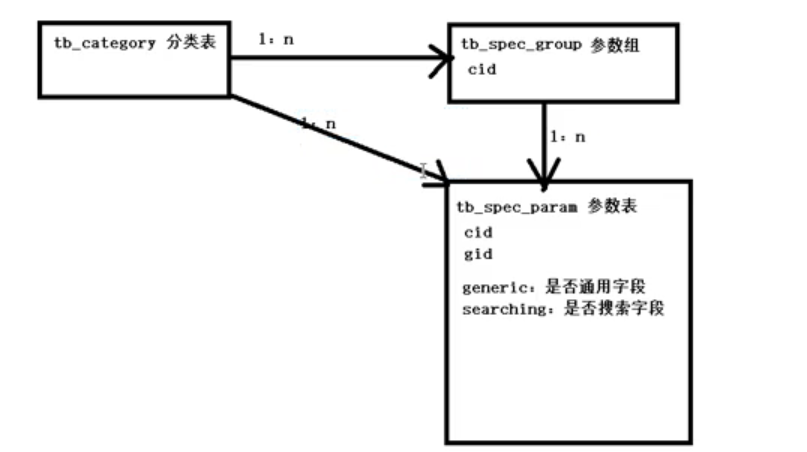 tb_category 分类表
1: n
tb_spec_group 参数组
cid
1: n
1: n
tb_spec_param 参数表
cid
gid
generic: 是否通用字段
searching: 是否搜索字段